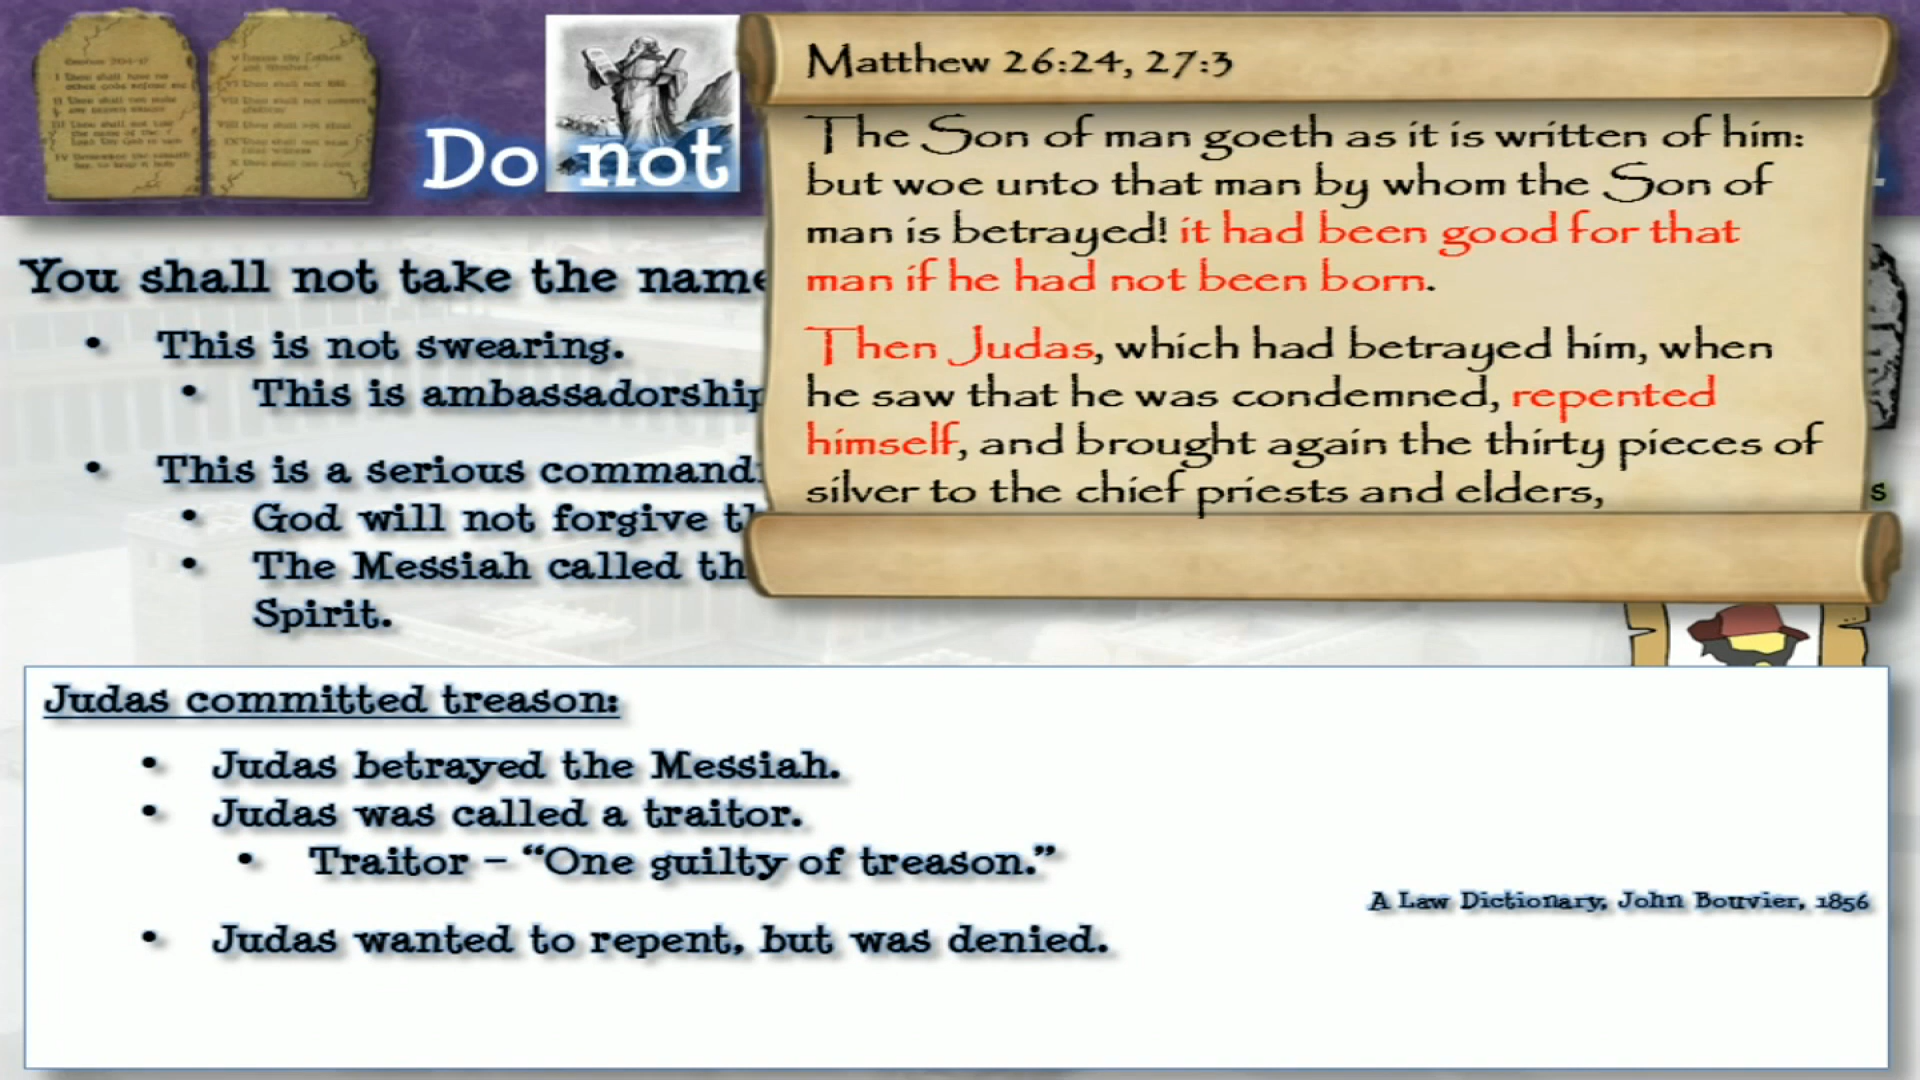 Do not
Matthew 26:24, 27:3
The Son of man goeth as it is written of him:
but woe unto that man by whom the Son of
man is betrayed! it had been good for that
man if he had not been born.
Then Judas, which had betrayed him, when
he saw that he was condemned, repented
himself, and brought again the thirty pieces of
silver to the chief priests and elders,
You shall not take the name
• This is not swearing.
• This is ambassadorship
• This is a serious
• God will not forgive
• The Messiah called
Spirit.
s
Judas committed treason:
• Judas betrayed the Messiah.
• Judas was called a traitor.
• Traitor – “One guilty of treason.”
A Law Dictionary, John Bouvier, 1856
• Judas wanted to repent, but was denied.